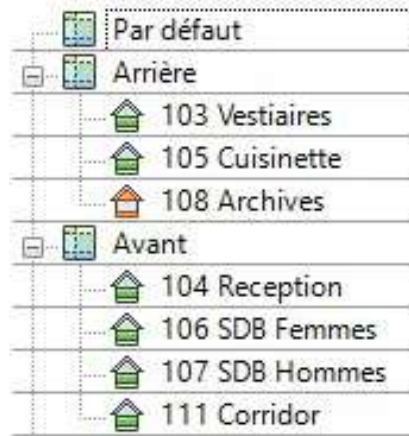 Par défaut
Arrière
103 Vestiaires
105 Cuisinette
108 Archives
Avant
104 Reception
106 SDB Femmes
107 SDB Hommes
111 Corridor